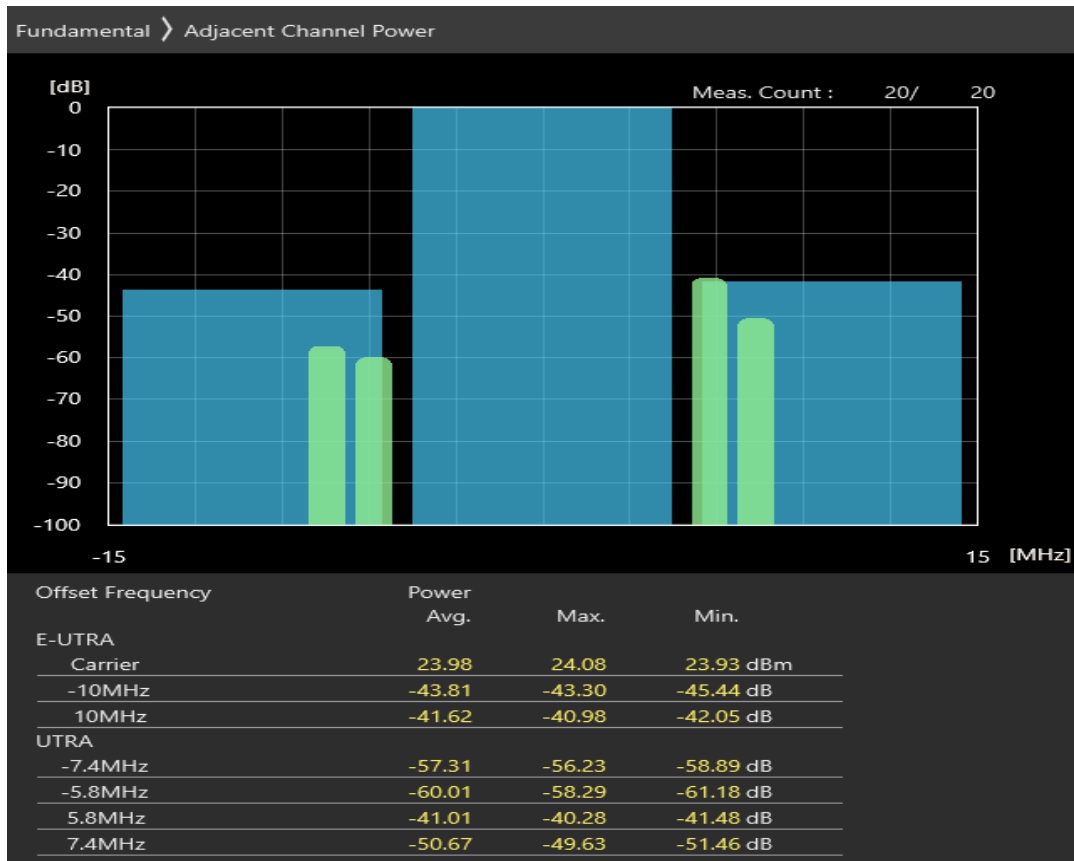 Fundamental ❯ Adjacent Channel Power
[dB]
Meas. Count : 20/ 20
0
-10
-20
-30
-40
-50
-60
-70
-80
-90
-100
-15 15 [MHz]
Offset Frequency Power
Avg. Max. Min.
E-UTRA
Carrier 23.98 24.08 23.93 dBm
-10MHz -43.81 -43.30 -45.44 dB
10MHz -41.62 -40.98 -42.05 dB
UTRA
-7.4MHz -57.31 -56.23 -58.89 dB
-5.8MHz -60.01 -58.29 -61.18 dB
5.8MHz -41.01 -40.28 -41.48 dB
7.4MHz -50.67 -49.63 -51.46 dB